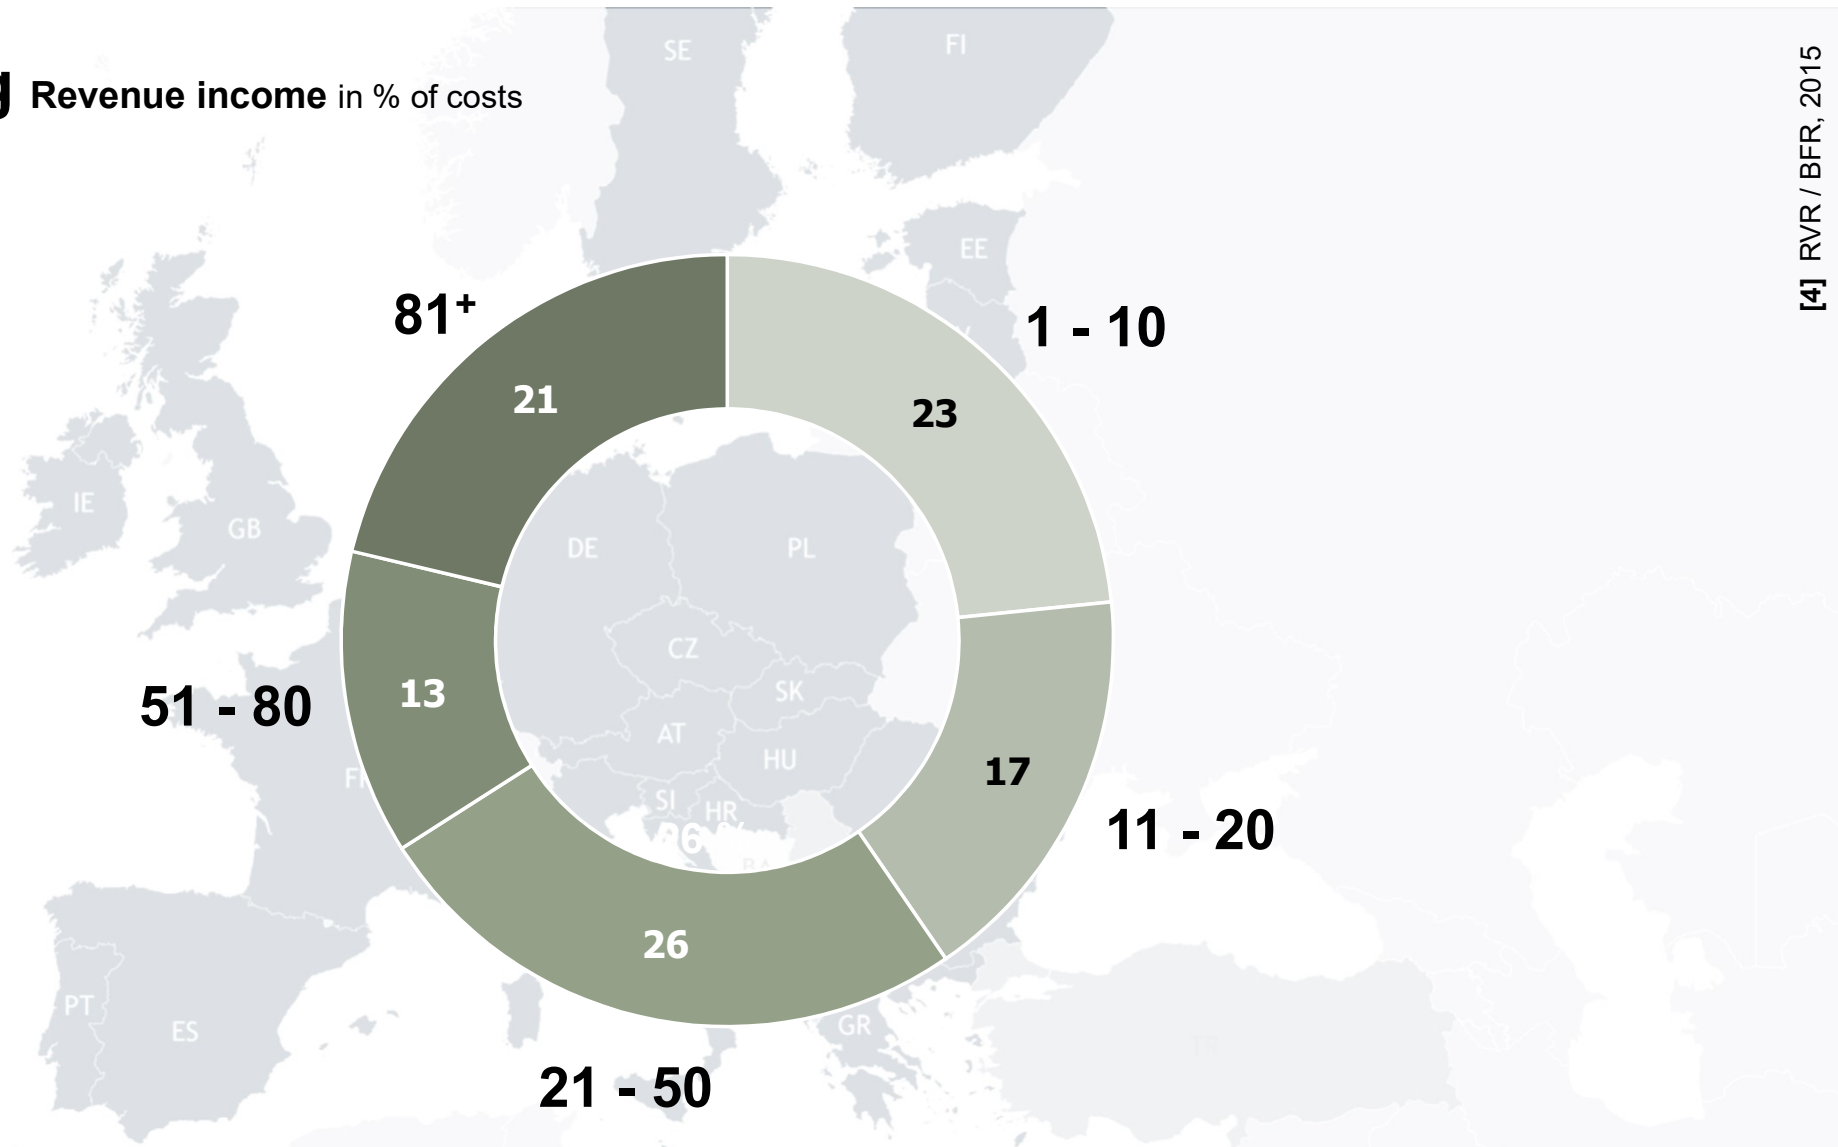 g Revenue income in % of costs
[4] RVR / BFR, 2015
SE
FI
EE
81+
1 - 10
21
23
IE
GB
DE
PL
CZ
SK
51 - 80
13
AT
HU
17
SI
HR
11 - 20
BA
26
PT
ES
GR
TR
21 - 50